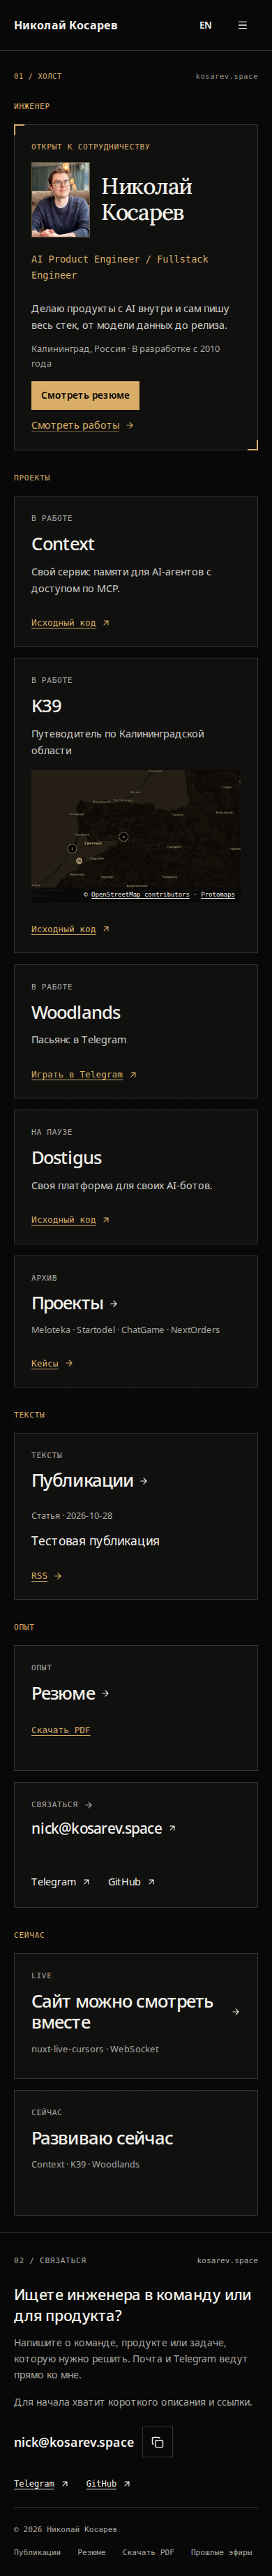 Николай Косарев EN
01 / ХОЛСТ kosarev.space
ИНЖЕНЕР
ОТКРЫТ К СОТРУДНИЧЕСТВУ
Николай
Косарев
AI Product Engineer / Fullstack
Engineer
Делаю продукты с AI внутри и сам пишу
весь стек, от модели данных до релиза.
Калининград, Россия · В разработке с 2010
года
Смотреть резюме
Смотреть работы
ПРОЕКТЫ
В РАБОТЕ
Context
Свой сервис памяти для AI-агентов с
доступом по MCP.
Исходный код
В РАБОТЕ
K39
Путеводитель по Калининградской
области
© OpenStreetMap contributors · Protomaps
Исходный код
В РАБОТЕ
Woodlands
Пасьянс в Telegram
Играть в Telegram
НА ПАУЗЕ
Dostigus
Своя платформа для своих AI-ботов.
Исходный код
АРХИВ
Проекты
Meloteka · Startodel · ChatGame · NextOrders
Кейсы
ТЕКСТЫ
ТЕКСТЫ
Публикации
Статья · 2026-10-28
Тестовая публикация
RSS
ОПЫТ
ОПЫТ
Резюме
Скачать PDF
СВЯЗАТЬСЯ
nick@kosarev.space
Telegram GitHub
СЕЙЧАС
LIVE
Сайт можно смотреть
вместе
nuxt-live-cursors · WebSocket
СЕЙЧАС
Развиваю сейчас
Context · K39 · Woodlands
02 / СВЯЗАТЬСЯ kosarev.space
Ищете инженера в команду или
для продукта?
Напишите о команде, продукте или задаче,
которую нужно решить. Почта и Telegram ведут
прямо ко мне.
Для начала хватит короткого описания и ссылки.
nick@kosarev.space
Telegram GitHub
© 2026 Николай Косарев
Публикации Резюме Скачать PDF Прошлые эфиры